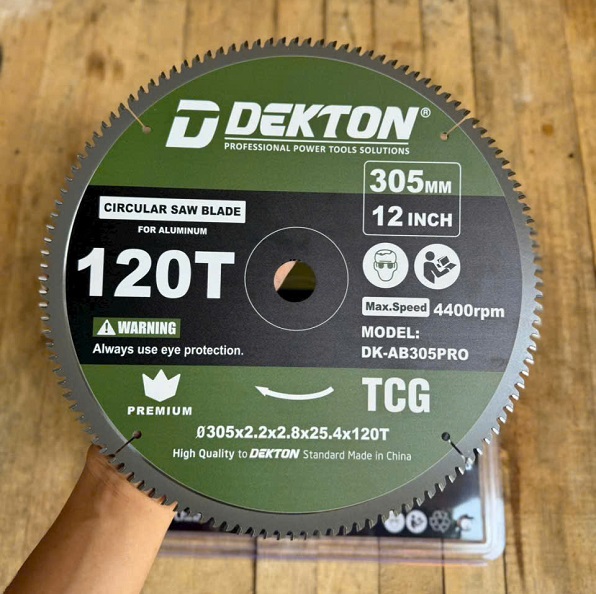 DEKTON®
PROFESSIONAL POWER TOOLS SOLUTIONS
305MM
12 INCH
CIRCULAR SAW BLADE
FOR ALUMINUM
120T
Max.Speed 4400rpm
WARNING
Always use eye protection.
MODEL:
DK-AB305PRO
PREMIUM
TCG
Ø305x2.2x2.8x25.4x120T
High Quality to DEKTON Standard Made in China